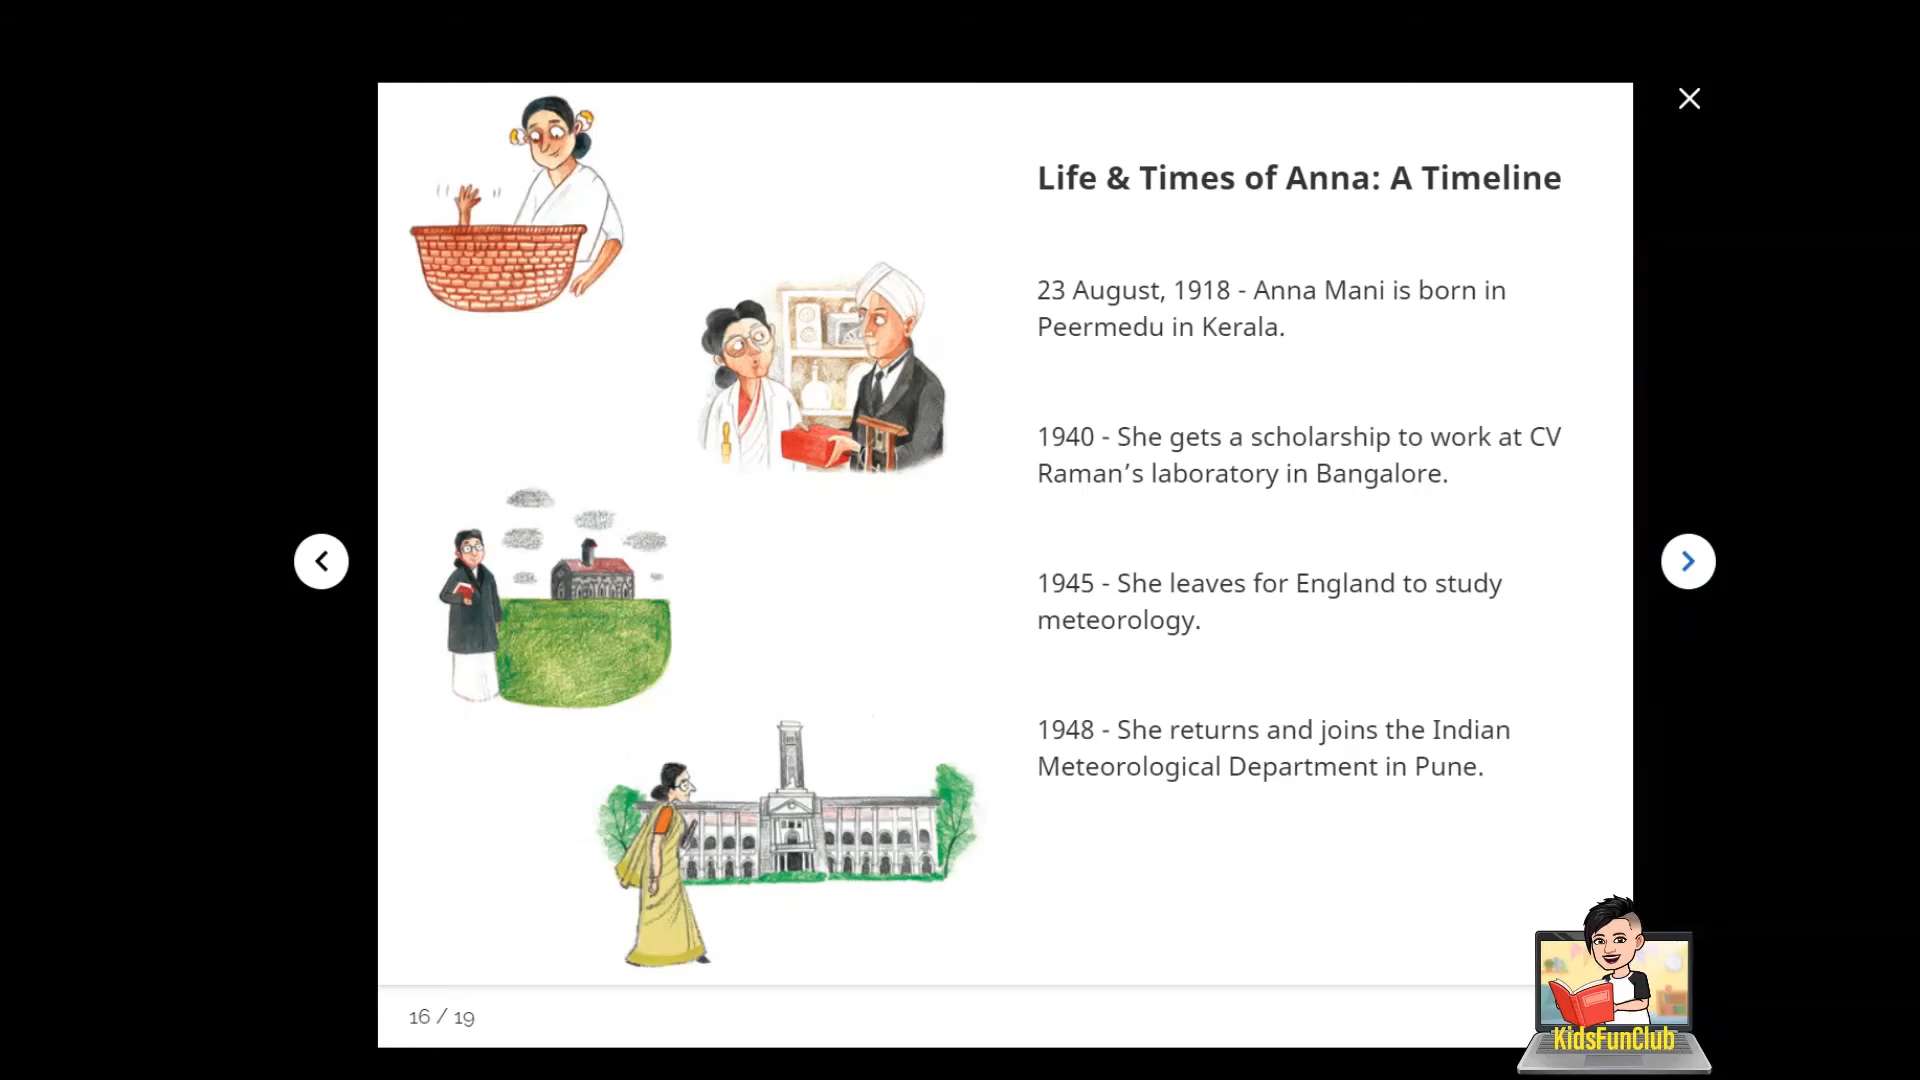 Life & Times of Anna: A Timeline
23 August, 1918 - Anna Mani is born in
Peermedu in Kerala.
1940 - She gets a scholarship to work at CV
Raman’s laboratory in Bangalore.
1945 - She leaves for England to study
meteorology.
1948 - She returns and joins the Indian
Meteorological Department in Pune.
16 / 19
KidsFunClub